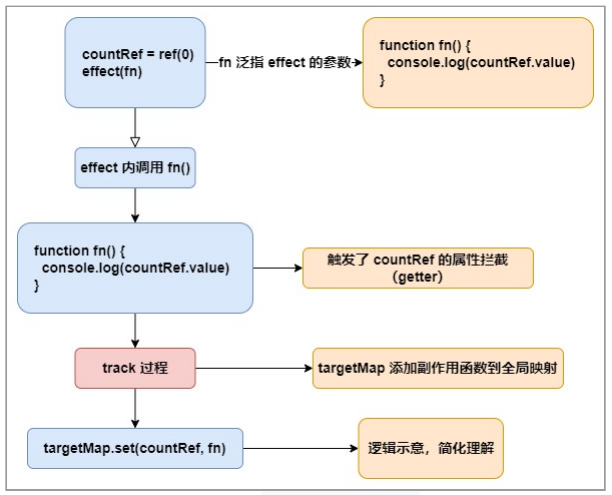 countRef = ref(0)
effect(fn)
fn 泛指 effect 的参数
function fn() {
console.log(countRef.value)
}
effect 内调用 fn()
function fn() {
console.log(countRef.value)
}
触发了 countRef 的属性拦截
（getter）
track 过程
targetMap 添加副作用函数到全局映射
targetMap.set(countRef, fn)
逻辑示意，简化理解